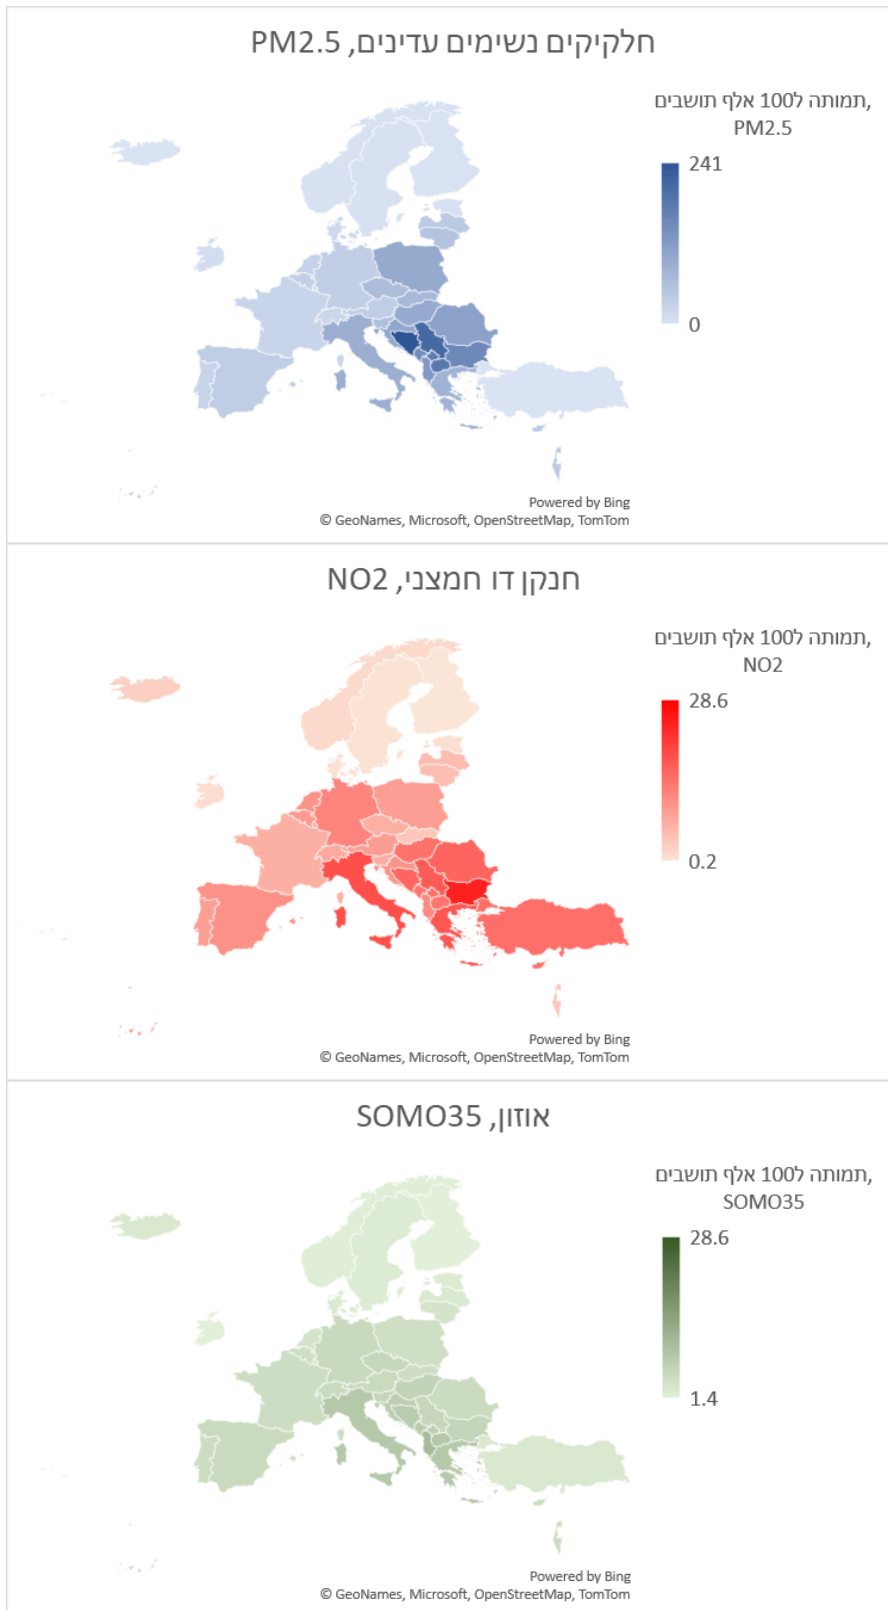 חלקיקים נשימים עדינים, PM2.5
תמותה ל100 אלף תושבים,
PM2.5
241
0
Powered by Bing
© GeoNames, Microsoft, OpenStreetMap, TomTom
חנקן דו חמצני, NO2
תמותה ל100 אלף תושבים,
NO2
28.6
0.2
Powered by Bing
© GeoNames, Microsoft, OpenStreetMap, TomTom
אוזון, SOMO35
תמותה ל100 אלף תושבים,
SOMO35
28.6
1.4
Powered by Bing
© GeoNames, Microsoft, OpenStreetMap, TomTom